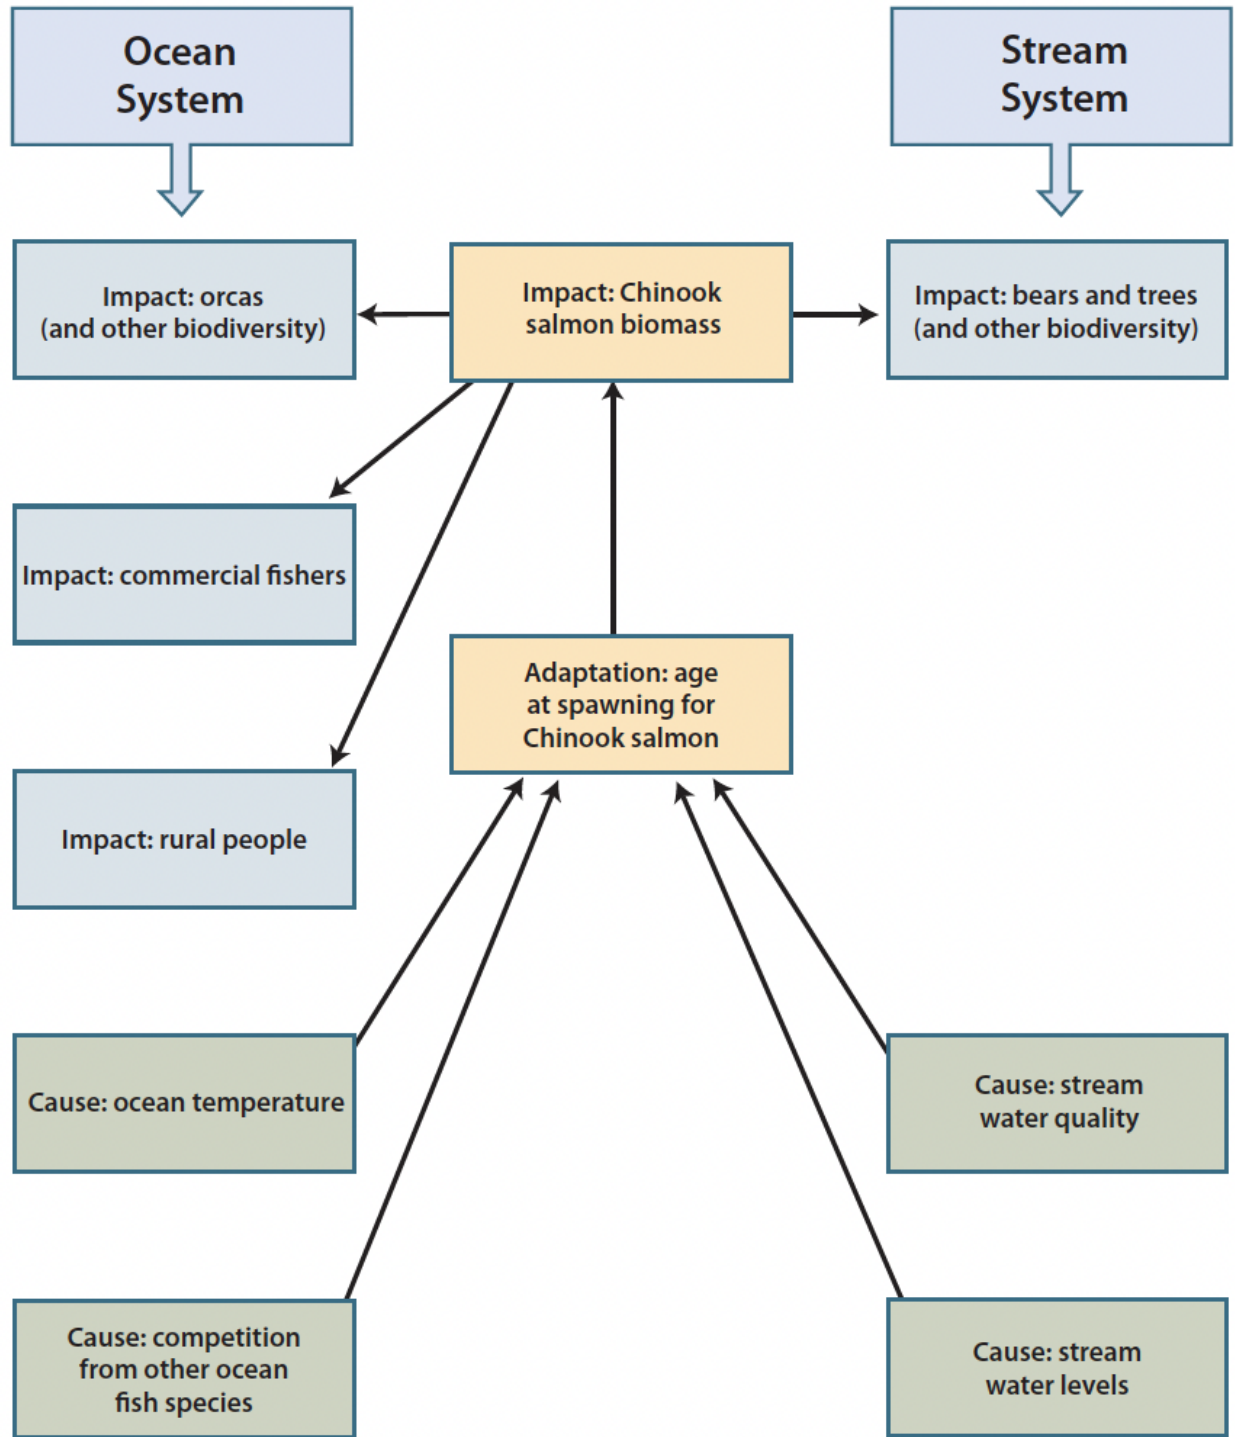 Ocean
System
Stream
System
Impact: orcas
(and other biodiversity)
Impact: Chinook
salmon biomass
Impact: bears and trees
(and other biodiversity)
Impact: commercial fishers
Adaptation: age
at spawning for
Chinook salmon
Impact: rural people
Cause: ocean temperature
Cause: stream
water quality
Cause: competition
from other ocean
fish species
Cause: stream
water levels